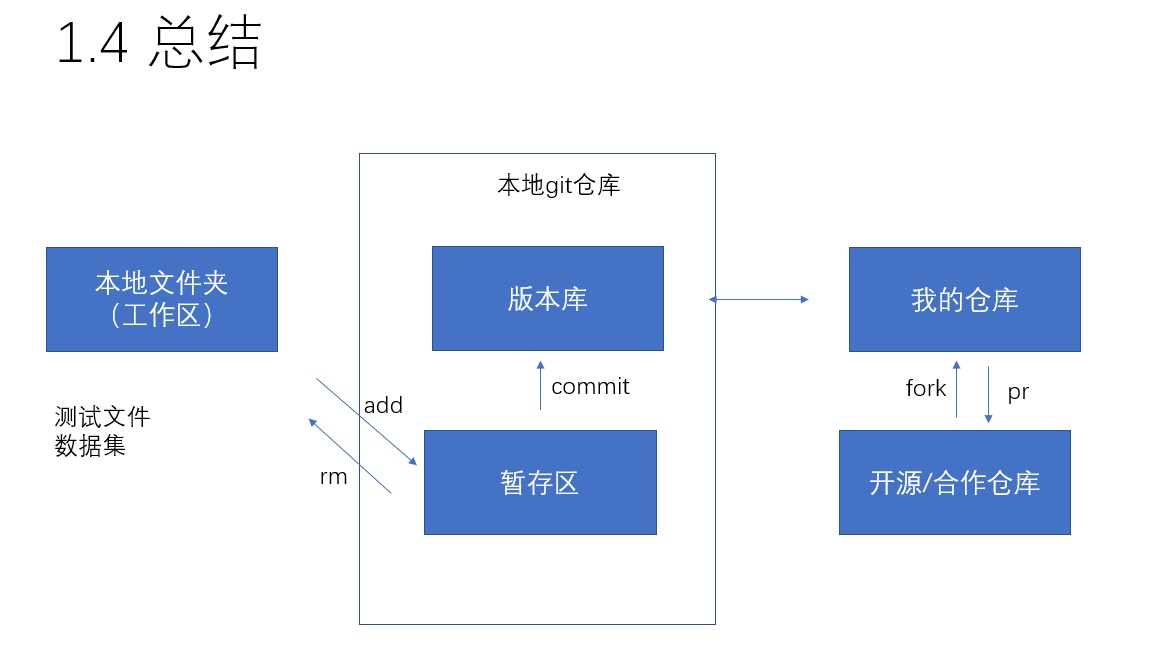 1.4 总结
本地git仓库
本地文件夹
（工作区）
版本库
我的仓库
测试文件
数据集
add
rm
commit
fork
pr
暂存区
开源/合作仓库